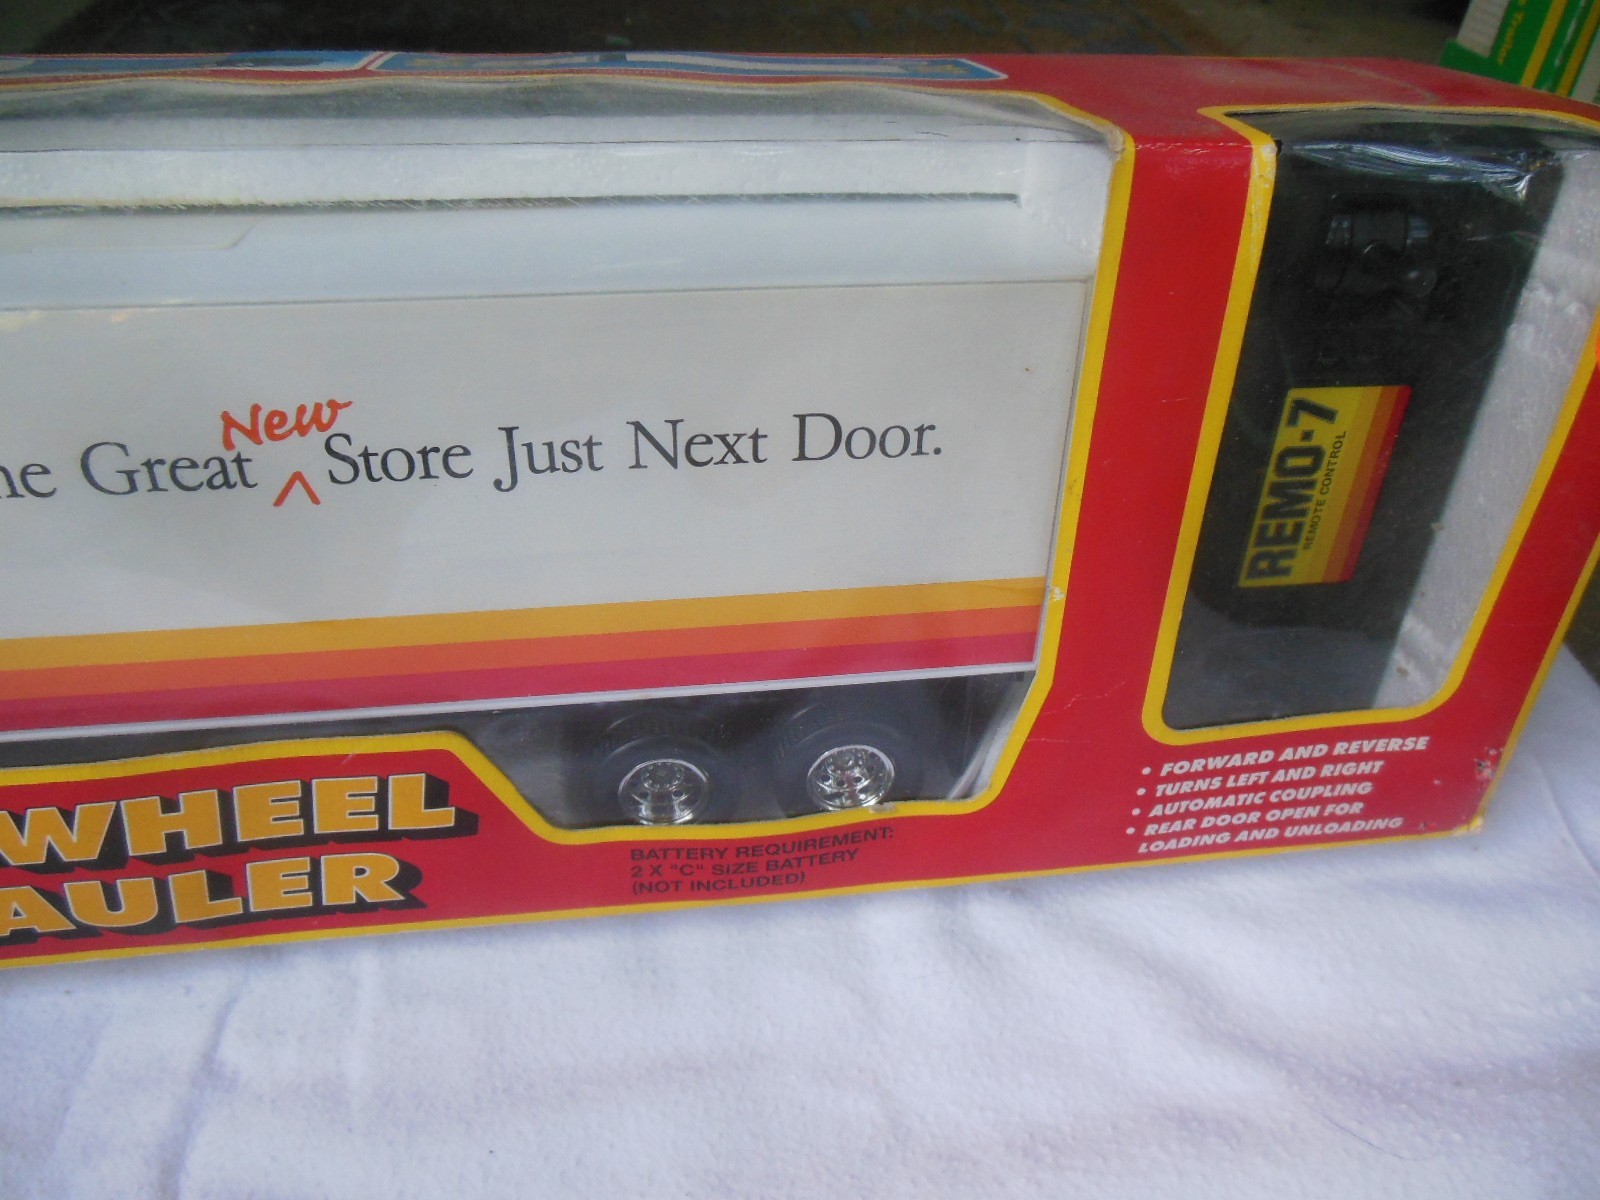 he Great New Store Just Next Door.
REMO-7
REMOTE CONTROL
WHEEL
AULER
BATTERY REQUIREMENT:
2 X "C" SIZE BATTERY
(NOT INCLUDED)
• FORWARD AND REVERSE
• TURNS LEFT AND RIGHT
• AUTOMATIC COUPLING
• REAR DOOR OPEN FOR
LOADING AND UNLOADING